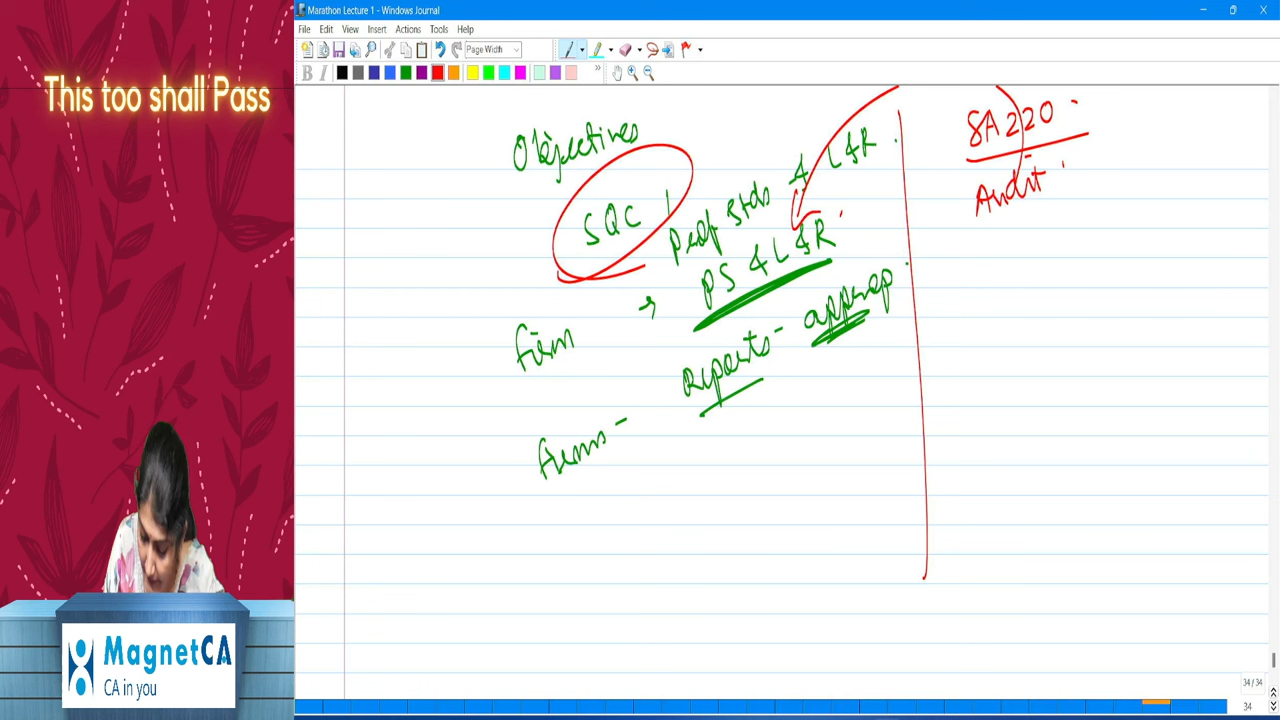 Marathon Lecture 1 - Windows Journal
File Edit View Insert Actions Tools Help
Page Width
B I
This too shall Pass
Objectives
SQC
Prof Stds & L&R
PS & L&R
firm
reports - approp
firms -
SA 220
Audit
MagnetCA
CA in you
34 / 34
34